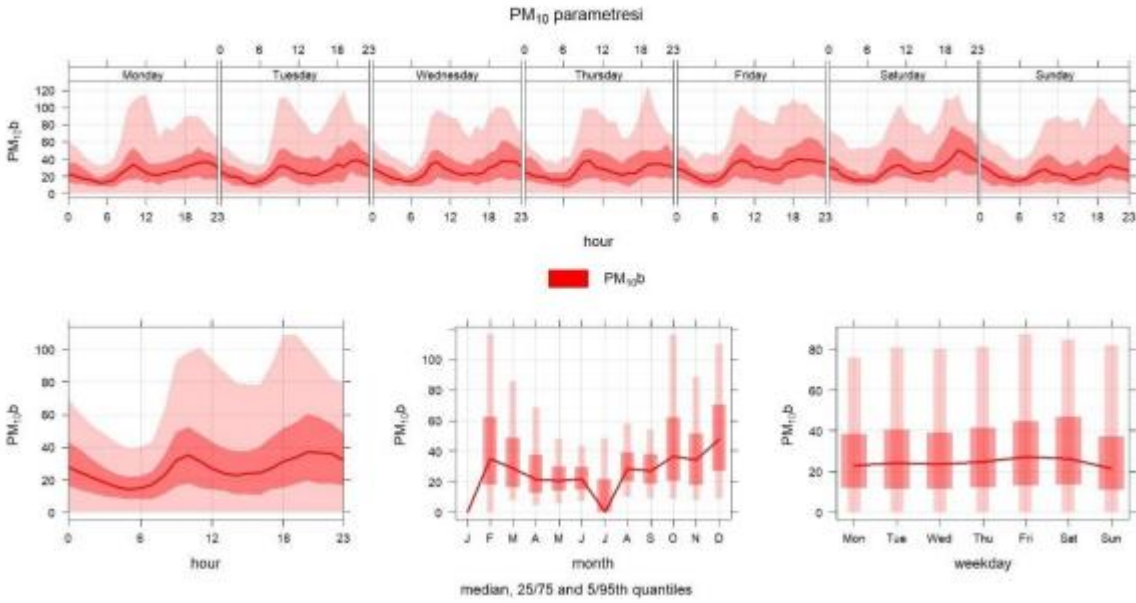 PM₁₀ parametresi
0 6 12 18 23 0 6 12 18 23 0 6 12 18 23
Monday Tuesday Wednesday Thursday Friday Saturday Sunday
120
100
80
60
40
20
0
PM₁₀b
0 6 12 18 23 0 6 12 18 23 0 6 12 18 23 0 6 12 18 23
hour
PM₁₀b
100
80
60
40
20
0
PM₁₀b
0 6 12 18 23
hour
100
80
60
40
20
0
PM₁₀b
J F M A M J J A S O N D
month
80
60
40
20
0
PM₁₀b
Mon Tue Wed Thu Fri Sat Sun
weekday
median, 25/75 and 5/95th quantiles